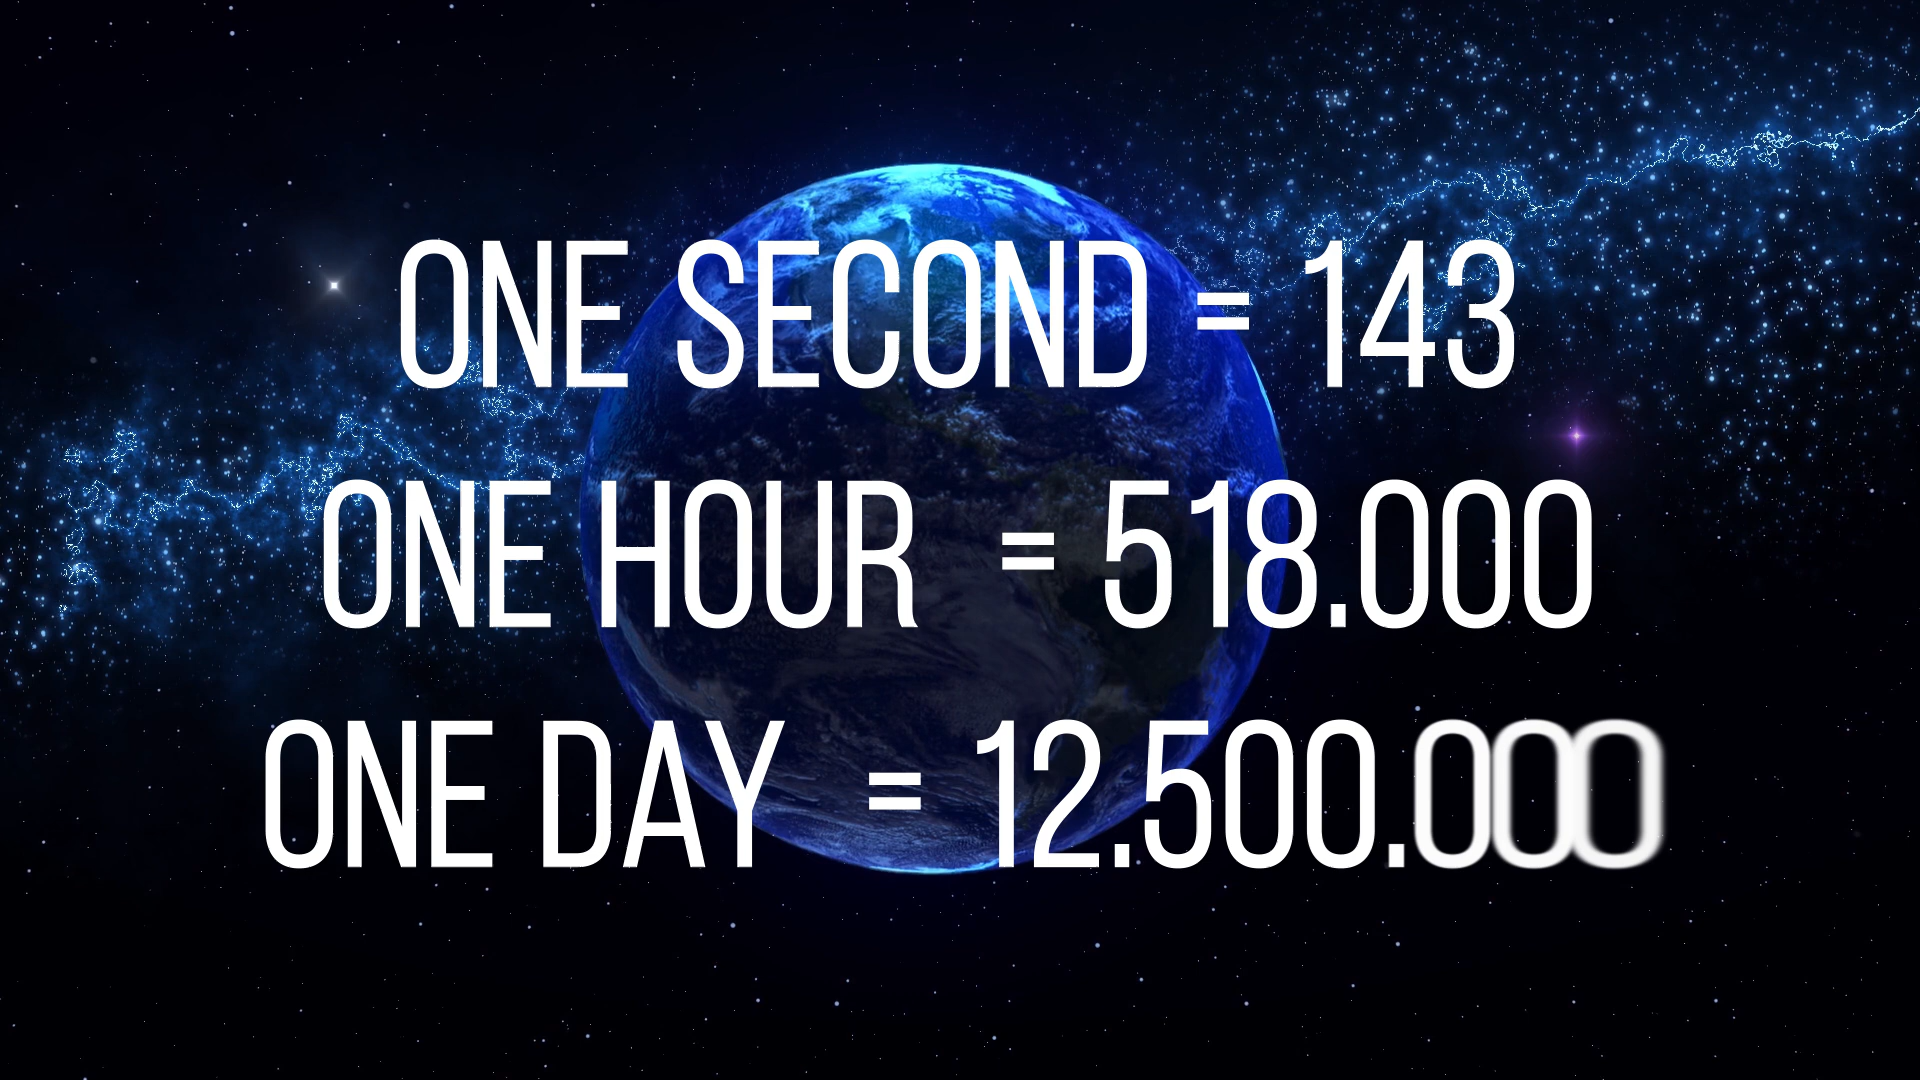 ONE SECOND = 143
ONE HOUR = 518.000
ONE DAY = 12.500.000